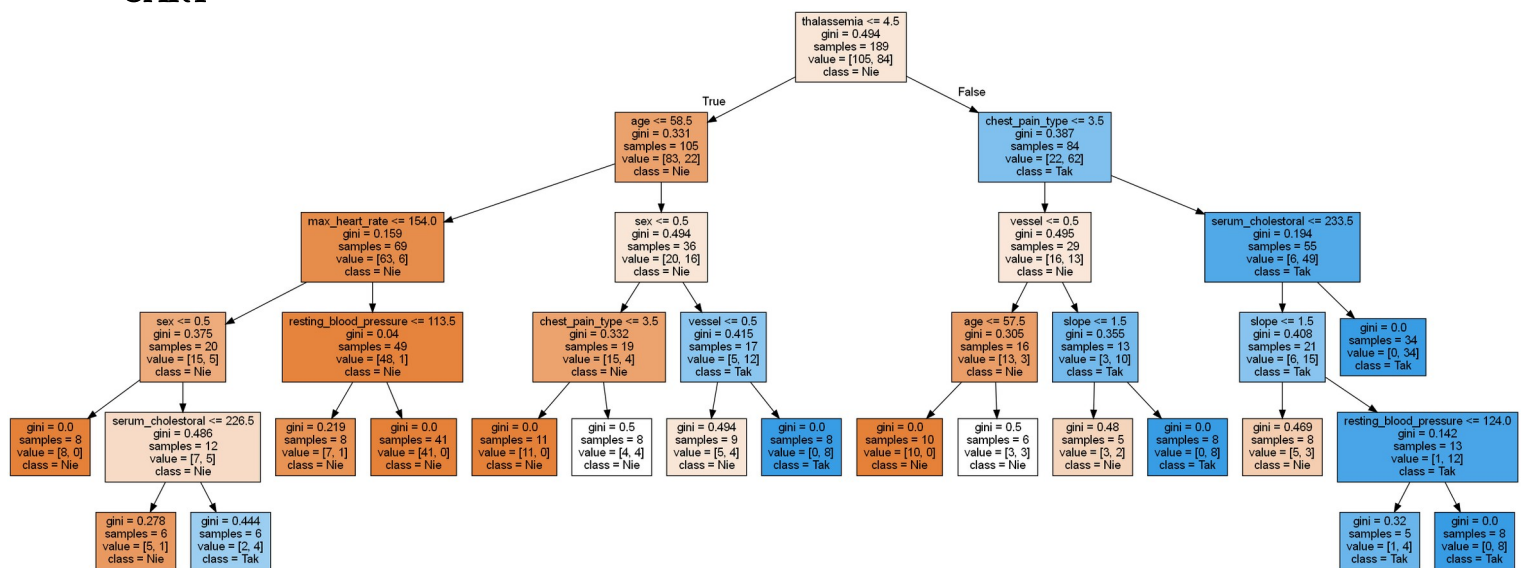 thalassemia <= 4.5
gini = 0.494
samples = 189
value = [105, 84]
class = Nie
True
False
age <= 58.5
gini = 0.331
samples = 105
value = [83, 22]
class = Nie
chest_pain_type <= 3.5
gini = 0.387
samples = 84
value = [22, 62]
class = Tak
max_heart_rate <= 154.0
gini = 0.159
samples = 69
value = [63, 6]
class = Nie
sex <= 0.5
gini = 0.494
samples = 36
value = [20, 16]
class = Nie
vessel <= 0.5
gini = 0.495
samples = 29
value = [16, 13]
class = Nie
serum_cholestoral <= 233.5
gini = 0.194
samples = 55
value = [6, 49]
class = Tak
sex <= 0.5
gini = 0.375
samples = 20
value = [15, 5]
class = Nie
resting_blood_pressure <= 113.5
gini = 0.04
samples = 49
value = [48, 1]
class = Nie
chest_pain_type <= 3.5
gini = 0.332
samples = 19
value = [15, 4]
class = Nie
vessel <= 0.5
gini = 0.415
samples = 17
value = [5, 12]
class = Tak
age <= 57.5
gini = 0.305
samples = 16
value = [13, 3]
class = Nie
slope <= 1.5
gini = 0.355
samples = 13
value = [3, 10]
class = Tak
slope <= 1.5
gini = 0.408
samples = 21
value = [6, 15]
class = Tak
gini = 0.0
samples = 34
value = [0, 34]
class = Tak
gini = 0.0
samples = 8
value = [8, 0]
class = Nie
serum_cholestoral <= 226.5
gini = 0.486
samples = 12
value = [7, 5]
class = Nie
gini = 0.219
samples = 8
value = [7, 1]
class = Nie
gini = 0.0
samples = 41
value = [41, 0]
class = Nie
gini = 0.0
samples = 11
value = [11, 0]
class = Nie
gini = 0.5
samples = 8
value = [4, 4]
class = Nie
gini = 0.494
samples = 9
value = [5, 4]
class = Nie
gini = 0.0
samples = 8
value = [0, 8]
class = Tak
gini = 0.0
samples = 10
value = [10, 0]
class = Nie
gini = 0.5
samples = 6
value = [3, 3]
class = Nie
gini = 0.48
samples = 5
value = [3, 2]
class = Nie
gini = 0.0
samples = 8
value = [0, 8]
class = Tak
gini = 0.469
samples = 8
value = [5, 3]
class = Nie
resting_blood_pressure <= 124.0
gini = 0.142
samples = 13
value = [1, 12]
class = Tak
gini = 0.278
samples = 6
value = [5, 1]
class = Nie
gini = 0.444
samples = 6
value = [2, 4]
class = Tak
gini = 0.32
samples = 5
value = [1, 4]
class = Tak
gini = 0.0
samples = 8
value = [0, 8]
class = Tak